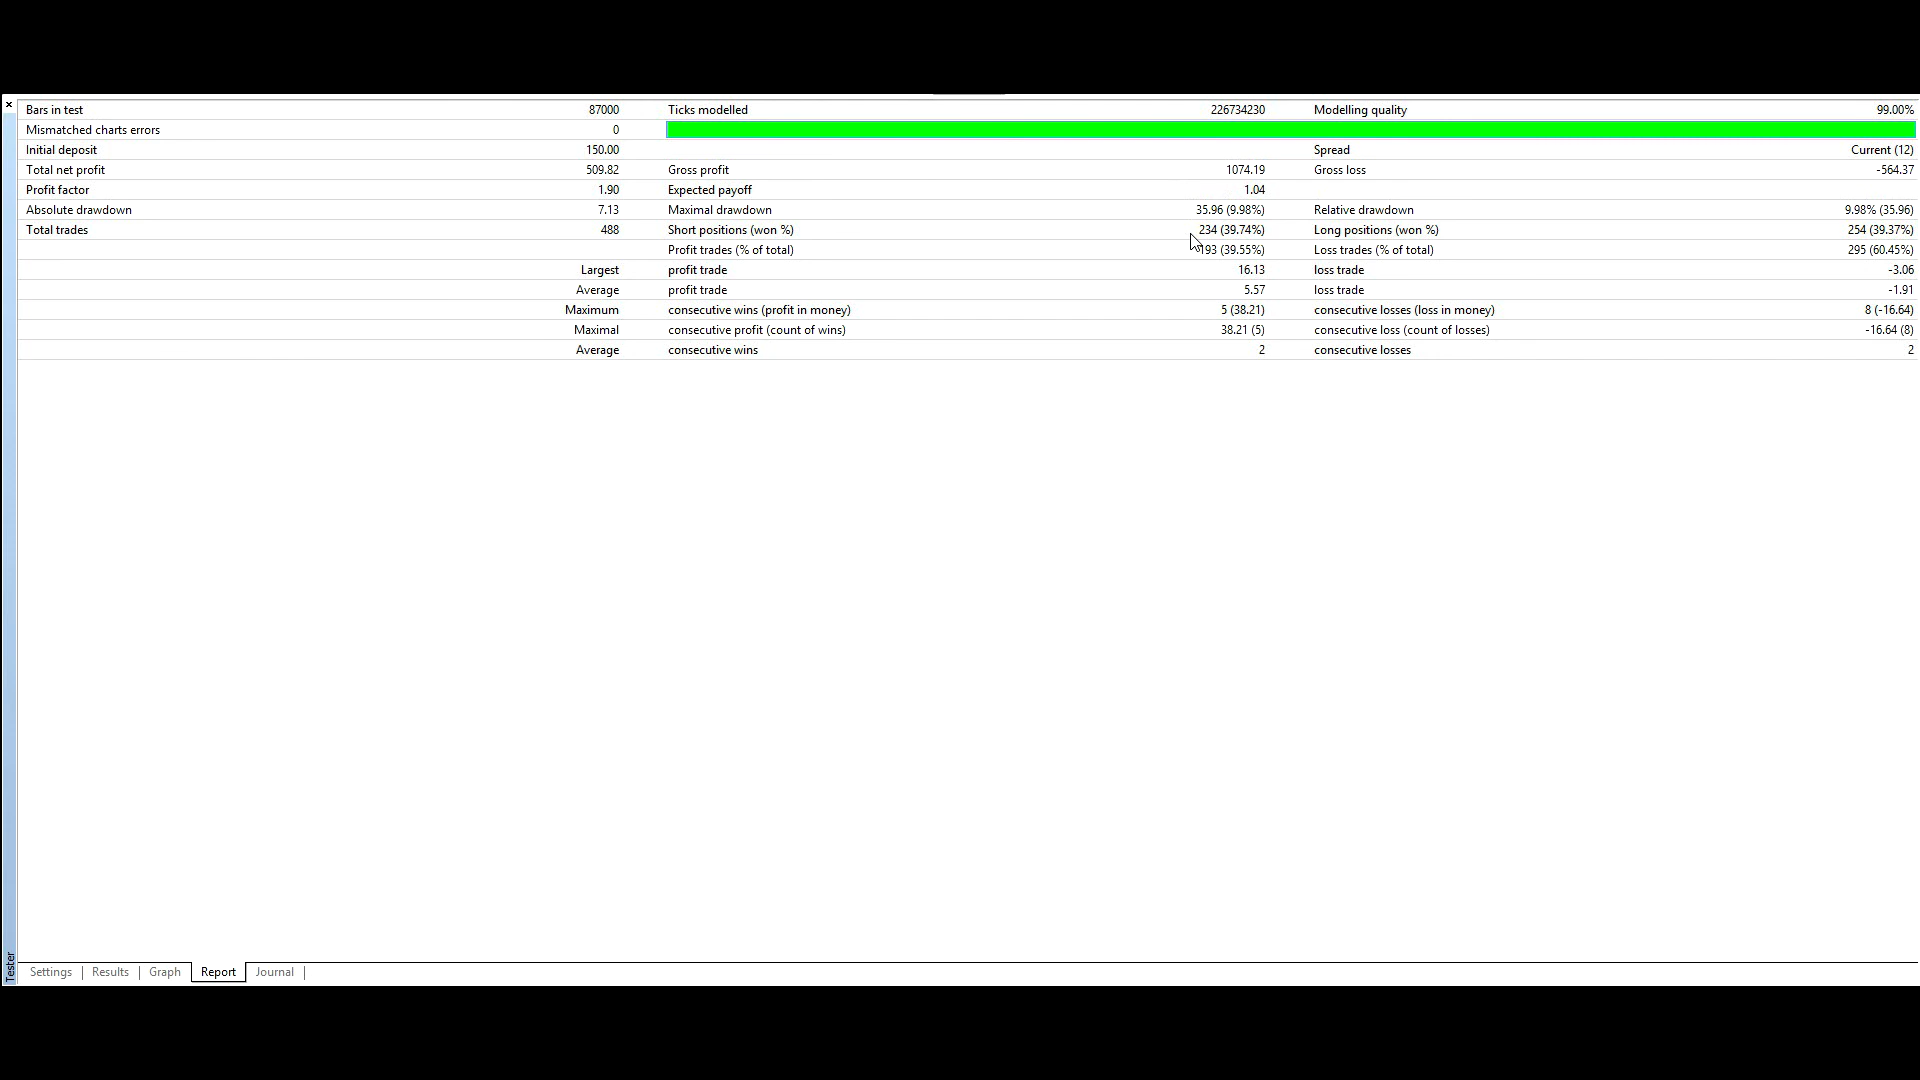 Bars in test 87000 Ticks modelled 226734230 Modelling quality 99.00%
Mismatched charts errors 0
Initial deposit 150.00 Spread Current (12)
Total net profit 509.82 Gross profit 1074.19 Gross loss -564.37
Profit factor 1.90 Expected payoff 1.04
Absolute drawdown 7.13 Maximal drawdown 35.96 (9.98%) Relative drawdown 9.98% (35.96)
Total trades 488 Short positions (won %) 234 (39.74%) Long positions (won %) 254 (39.37%)
Profit trades (% of total) 193 (39.55%) Loss trades (% of total) 295 (60.45%)
Largest profit trade 16.13 loss trade -3.06
Average profit trade 5.57 loss trade -1.91
Maximum consecutive wins (profit in money) 5 (38.21) consecutive losses (loss in money) 8 (-16.64)
Maximal consecutive profit (count of wins) 38.21 (5) consecutive loss (count of losses) -16.64 (8)
Average consecutive wins 2 consecutive losses 2
Tester
Settings | Results | Graph | Report | Journal |